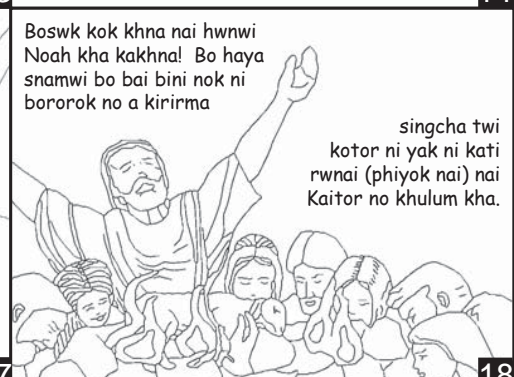 Boswk kok khna nai hwnwi
Noah kha kakhna! Bo haya
snamwi bo bai bini nok ni
bororok no a kirirma
singcha twi
kotor ni yak ni kati
rwnai (phiyok nai) nai
Kaitor no khulum kha.
18